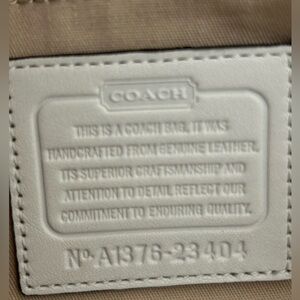 COACH
THIS IS A COACH BAG. IT WAS
HANDCRAFTED FROM GENUINE LEATHER.
ITS SUPERIOR CRAFTSMANSHIP AND
ATTENTION TO DETAIL REFLECT OUR
COMMITMENT TO ENDURING QUALITY.
Nº A1376-23404